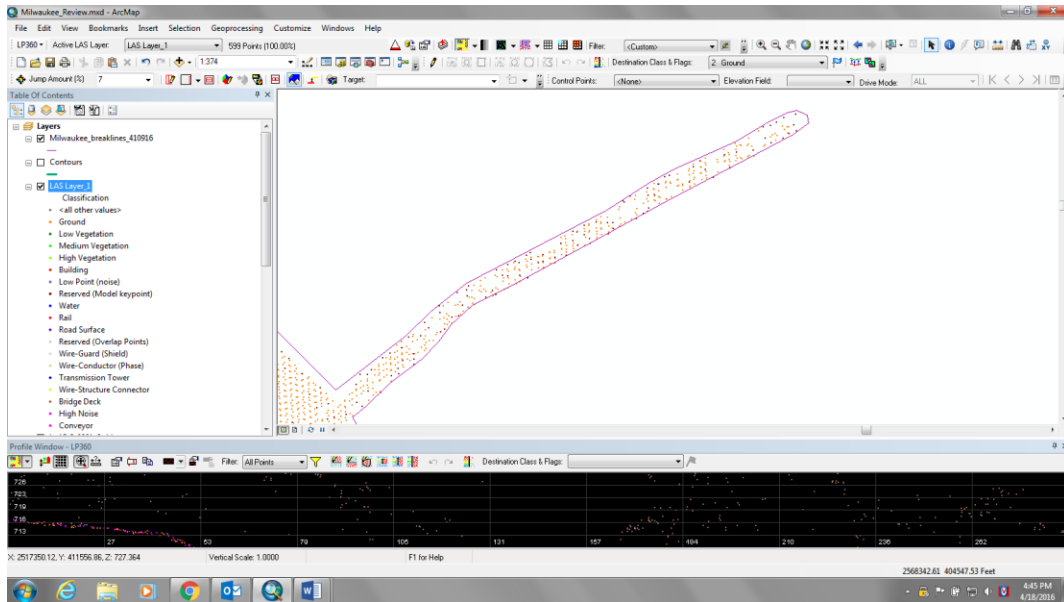 Milwaukee_Review.mxd - ArcMap
File Edit View Bookmarks Insert Selection Geoprocessing Customize Windows Help
LP360 Active LAS Layer: LAS Layer_1 599 Points (100.00%) Filter: <Custom>
1:374 Destination Class & Flags: 2 Ground
Jump Amount (%) 7 Target: Control Points: <None> Elevation Field: Drive Mode: ALL
Table Of Contents
Layers
Milwaukee_breaklines_410916
Contours
LAS Layer_1
Classification
<all other values>
Ground
Low Vegetation
Medium Vegetation
High Vegetation
Building
Low Point (noise)
Reserved (Model keypoint)
Water
Rail
Road Surface
Reserved (Overlap Points)
Wire-Guard (Shield)
Wire-Conductor (Phase)
Transmission Tower
Wire-Structure Connector
Bridge Deck
High Noise
Conveyor
Profile Window - LP360
Filter: All Points Destination Class & Flags:
726
723
719
716
713
27 53 79 105 131 157 184 210 236 262
X: 2517350.12, Y: 411556.86, Z: 727.364 Vertical Scale: 1.0000 F1 for Help
2568342.61 404547.53 Feet
4:45 PM
4/18/2016